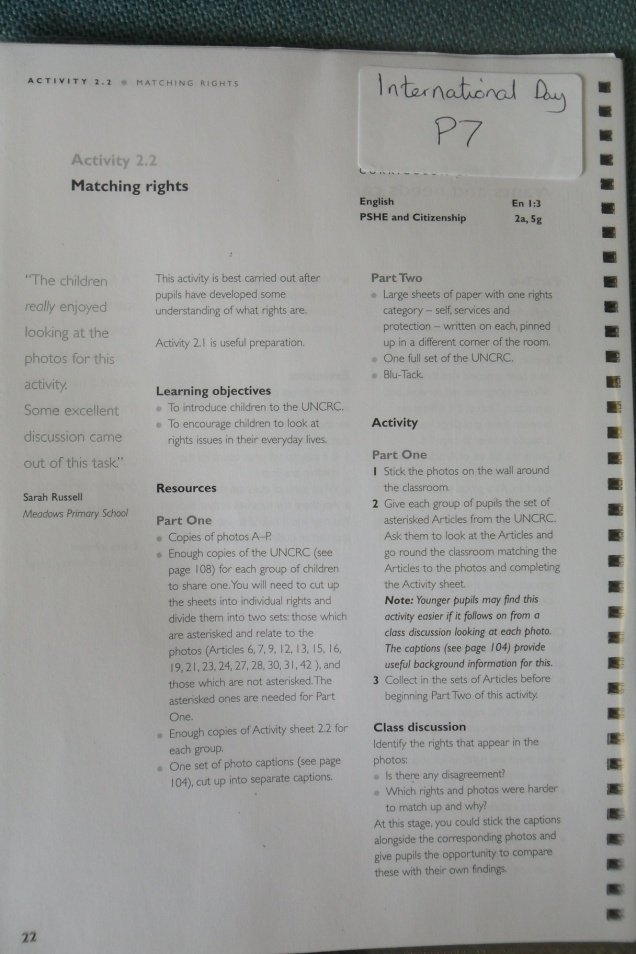 ACTIVITY 2.2 ● MATCHING RIGHTS
International Day
P7
Activity 2.2
Matching rights
English En 1:3
PSHE and Citizenship 2a, 5g
"The children
really enjoyed
looking at the
photos for this
activity.
Some excellent
discussion came
out of this task."
Sarah Russell
Meadows Primary School
This activity is best carried out after
pupils have developed some
understanding of what rights are.
Activity 2.1 is useful preparation.
Learning objectives
● To introduce children to the UNCRC.
● To encourage children to look at
rights issues in their everyday lives.
Resources
Part One
● Copies of photos A–P.
● Enough copies of the UNCRC (see
page 108) for each group of children
to share one. You will need to cut up
the sheets into individual rights and
divide them into two sets: those which
are asterisked and relate to the
photos (Articles 6, 7, 9, 12, 13, 15, 16,
19, 21, 23, 24, 27, 28, 30, 31, 42 ), and
those which are not asterisked. The
asterisked ones are needed for Part
One.
● Enough copies of Activity sheet 2.2 for
each group.
● One set of photo captions (see page
104), cut up into separate captions.
Part Two
● Large sheets of paper with one rights
category – self, services and
protection – written on each, pinned
up in a different corner of the room.
● One full set of the UNCRC.
● Blu-Tack.
Activity
Part One
1 Stick the photos on the wall around
the classroom.
2 Give each group of pupils the set of
asterisked Articles from the UNCRC.
Ask them to look at the Articles and
go round the classroom matching the
Articles to the photos and completing
the Activity sheet.
Note: Younger pupils may find this
activity easier if it follows on from a
class discussion looking at each photo.
The captions (see page 104) provide
useful background information for this.
3 Collect in the sets of Articles before
beginning Part Two of this activity.
Class discussion
Identify the rights that appear in the
photos:
● Is there any disagreement?
● Which rights and photos were harder
to match up and why?
At this stage, you could stick the captions
alongside the corresponding photos and
give pupils the opportunity to compare
these with their own findings.
22